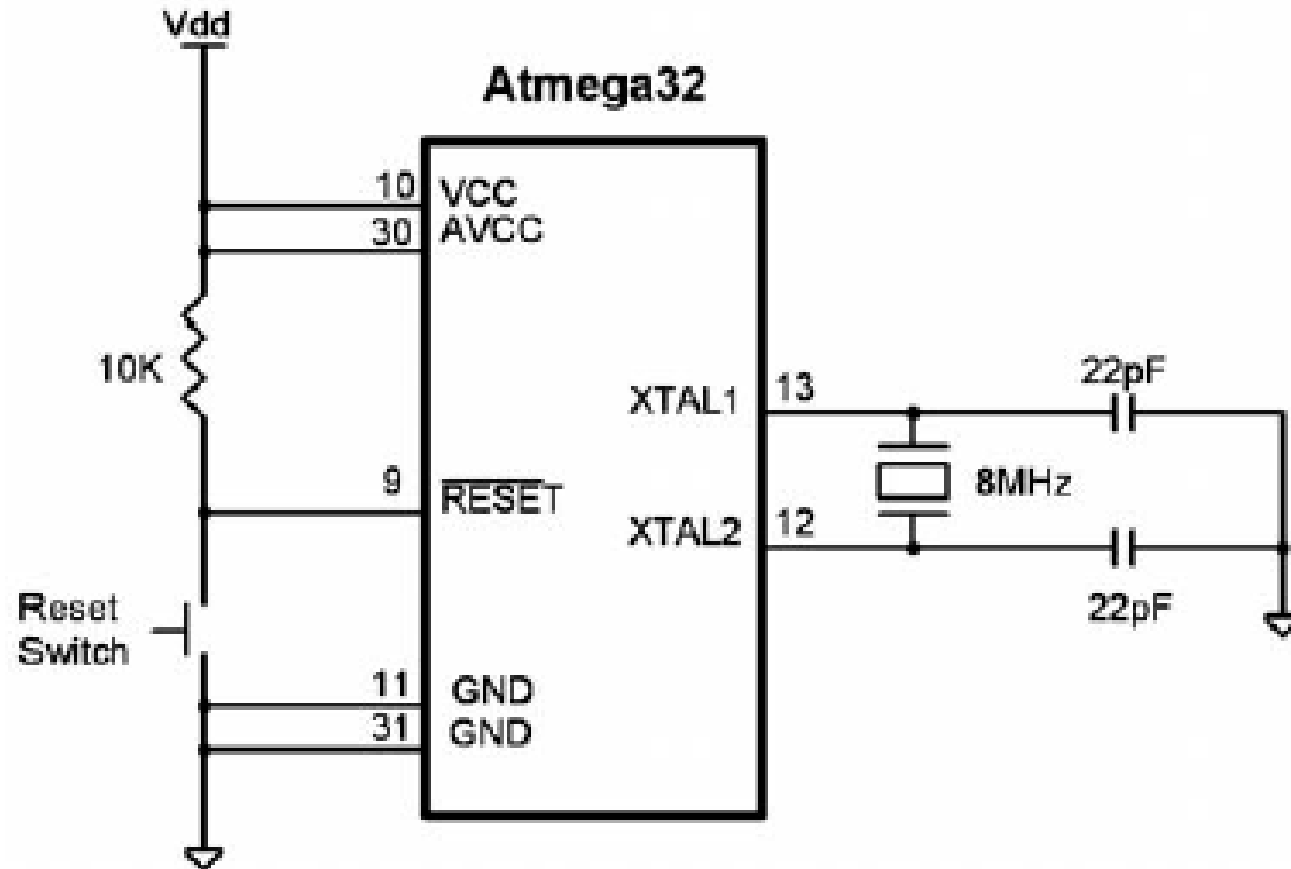 Vdd
Atmega32
10 VCC
30 AVCC
10K
XTAL1 13
22pF
9 RESET
8MHz
XTAL2 12
22pF
Reset
Switch
11 GND
31 GND